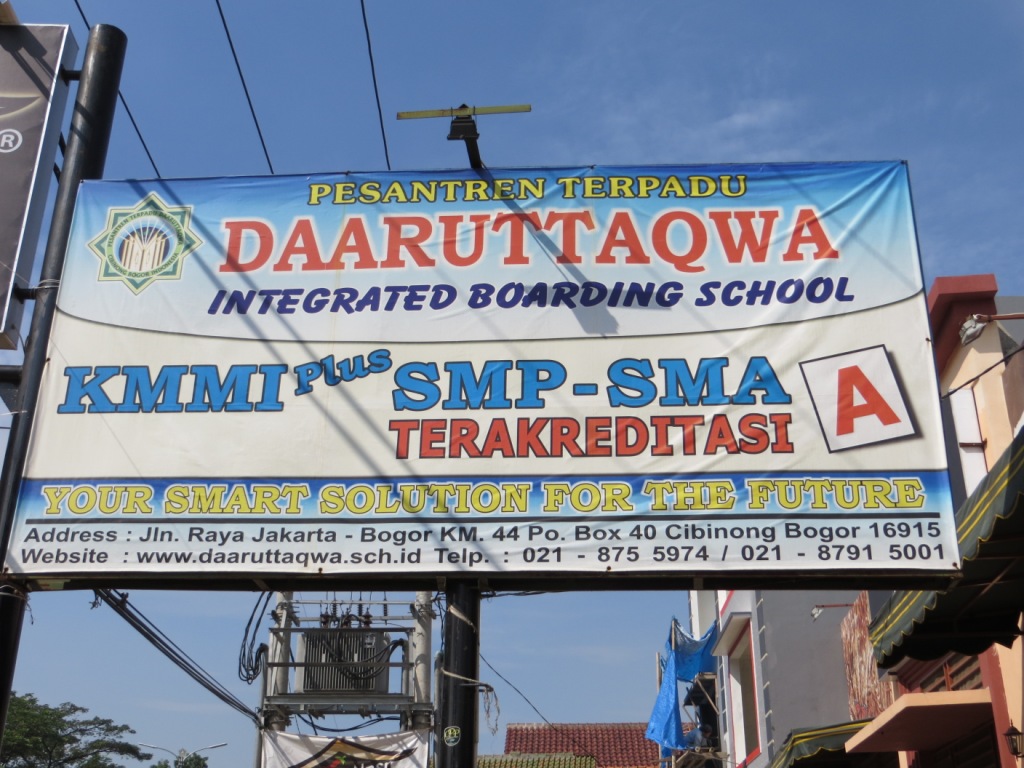 PESANTREN TERPADU
DAARUTTAQWA
INTEGRATED BOARDING SCHOOL
KMMI Plus SMP-SMA
TERAKREDITASI A
YOUR SMART SOLUTION FOR THE FUTURE
Address : Jln. Raya Jakarta - Bogor KM. 44 Po. Box 40 Cibinong Bogor 16915
Website : www.daaruttaqwa.sch.id Telp. : 021 - 875 5974 / 021 - 8791 5001
®